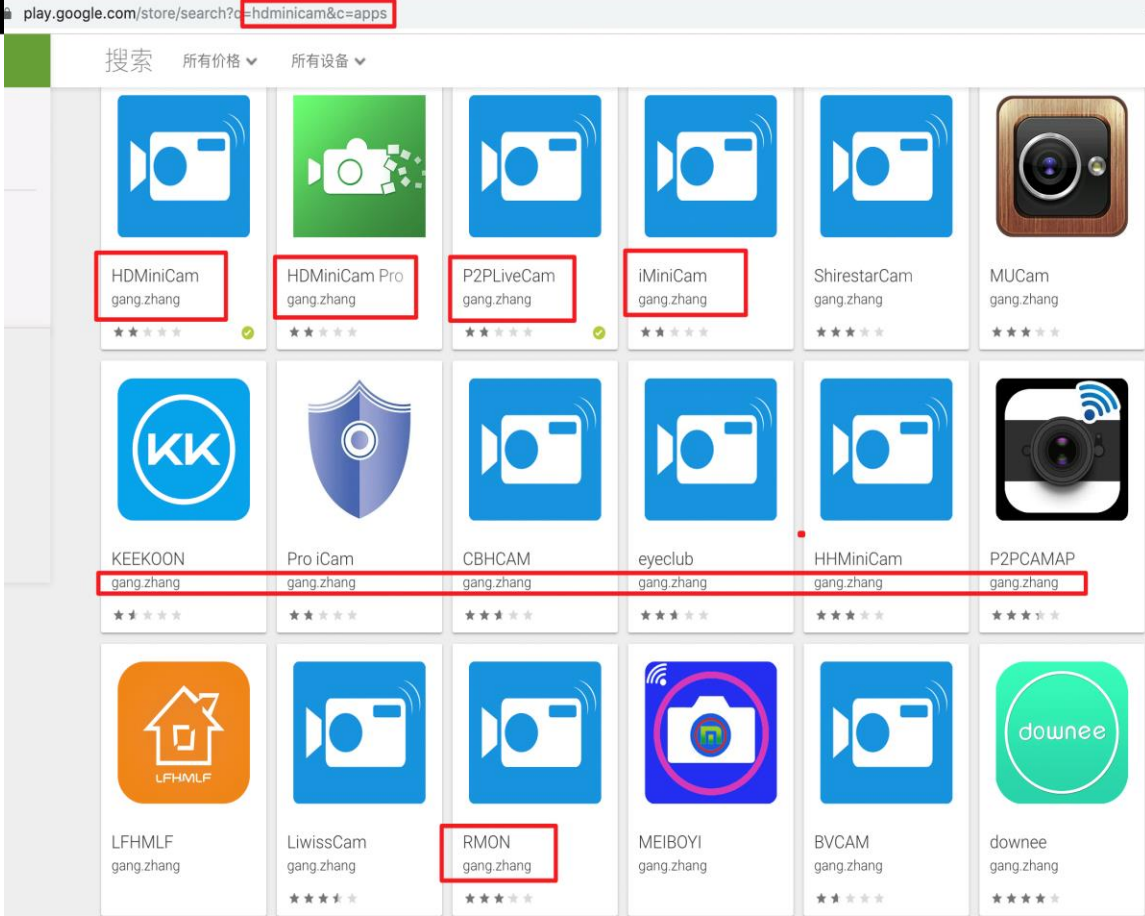 play.google.com/store/search?q=hdminicam&c=apps
搜索 所有价格 所有设备
HDMiniCam HDMiniCam Pro P2PLiveCam iMiniCam ShirestarCam MUCam
gang.zhang gang.zhang gang.zhang gang.zhang gang.zhang gang.zhang
KK
KEEKOON Pro iCam CBHCAM eyeclub HHMiniCam P2PCAMAP
gang.zhang gang.zhang gang.zhang gang.zhang gang.zhang gang.zhang
LFHMLF
downee
LFHMLF LiwissCam RMON MEIBOYI BVCAM downee
gang.zhang gang.zhang gang.zhang gang.zhang gang.zhang gang.zhang